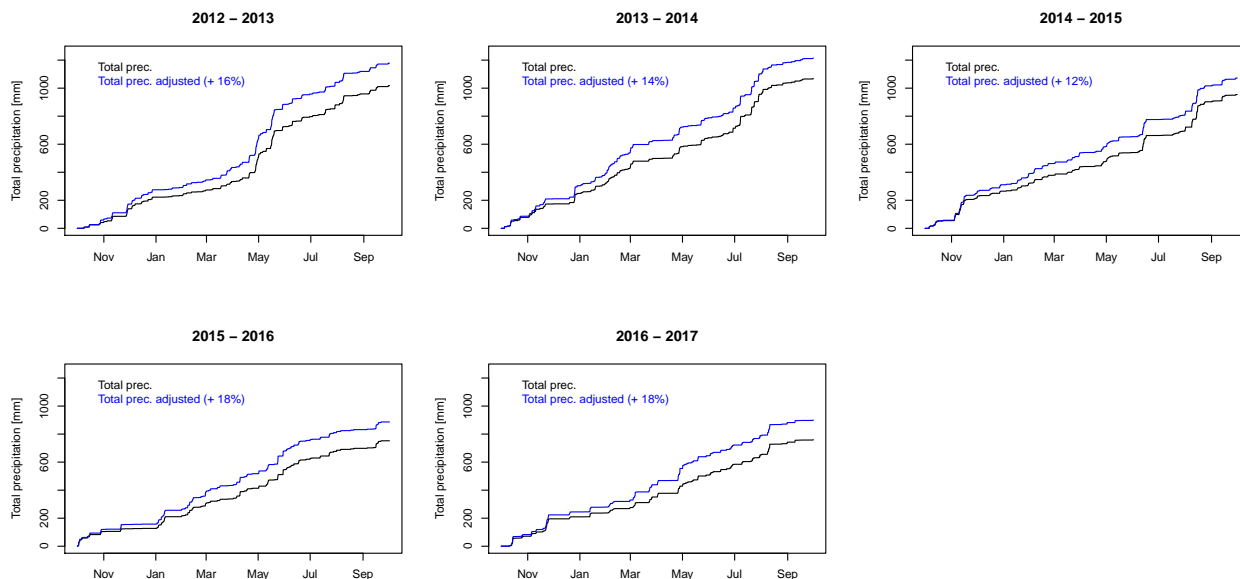 2012 – 2013
Total precipitation [mm]
0 200 600 1000
Total prec.
Total prec. adjusted (+ 16%)
Nov Jan Mar May Jul Sep
2013 – 2014
Total precipitation [mm]
0 200 600 1000
Total prec.
Total prec. adjusted (+ 14%)
Nov Jan Mar May Jul Sep
2014 – 2015
Total precipitation [mm]
0 200 600 1000
Total prec.
Total prec. adjusted (+ 12%)
Nov Jan Mar May Jul Sep
2015 – 2016
Total precipitation [mm]
0 200 600 1000
Total prec.
Total prec. adjusted (+ 18%)
Nov Jan Mar May Jul Sep
2016 – 2017
Total precipitation [mm]
0 200 600 1000
Total prec.
Total prec. adjusted (+ 18%)
Nov Jan Mar May Jul Sep